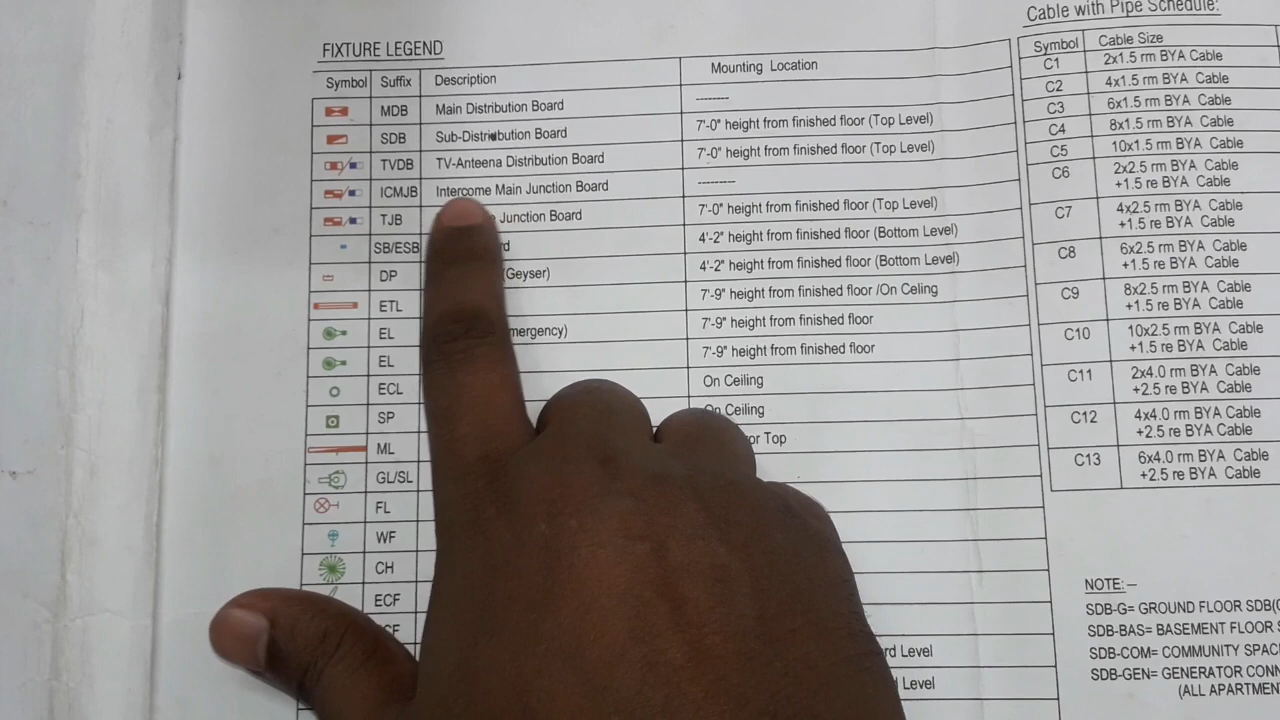 Cable with Pipe Schedule:
FIXTURE LEGEND
Symbol Suffix Description Mounting Location
MDB Main Distribution Board --------
SDB Sub-Distribution Board 7'-0" height from finished floor (Top Level)
TVDB TV-Anteena Distribution Board 7'-0" height from finished floor (Top Level)
ICMJB Intercome Main Junction Board ---------
TJB Junction Board 7'-0" height from finished floor (Top Level)
SB/ESB 4'-2" height from finished floor (Bottom Level)
DP (Geyser) 4'-2" height from finished floor (Bottom Level)
ETL 7'-9" height from finished floor /On Celing
EL 7'-9" height from finished floor
EL 7'-9" height from finished floor
ECL On Ceiling
SP On Ceiling
ML Top
GL/SL
FL
WF
CH
ECF
Level
Level
Symbol Cable Size
C1 2x1.5 rm BYA Cable
C2 4x1.5 rm BYA Cable
C3 6x1.5 rm BYA Cable
C4 8x1.5 rm BYA Cable
C5 10x1.5 rm BYA Cable
C6 2x2.5 rm BYA Cable
+1.5 re BYA Cable
C7 4x2.5 rm BYA Cable
+1.5 re BYA Cable
C8 6x2.5 rm BYA Cable
+1.5 re BYA Cable
C9 8x2.5 rm BYA Cable
+1.5 re BYA Cable
C10 10x2.5 rm BYA Cable
+1.5 re BYA Cable
C11 2x4.0 rm BYA Cable
+2.5 re BYA Cable
C12 4x4.0 rm BYA Cable
+2.5 re BYA Cable
C13 6x4.0 rm BYA Cable
+2.5 re BYA Cable
NOTE:–
SDB-G= GROUND FLOOR SDB(
SDB-BAS= BASEMENT FLOOR
SDB-COM= COMMUNITY
SDB-GEN= GENERATOR
(ALL